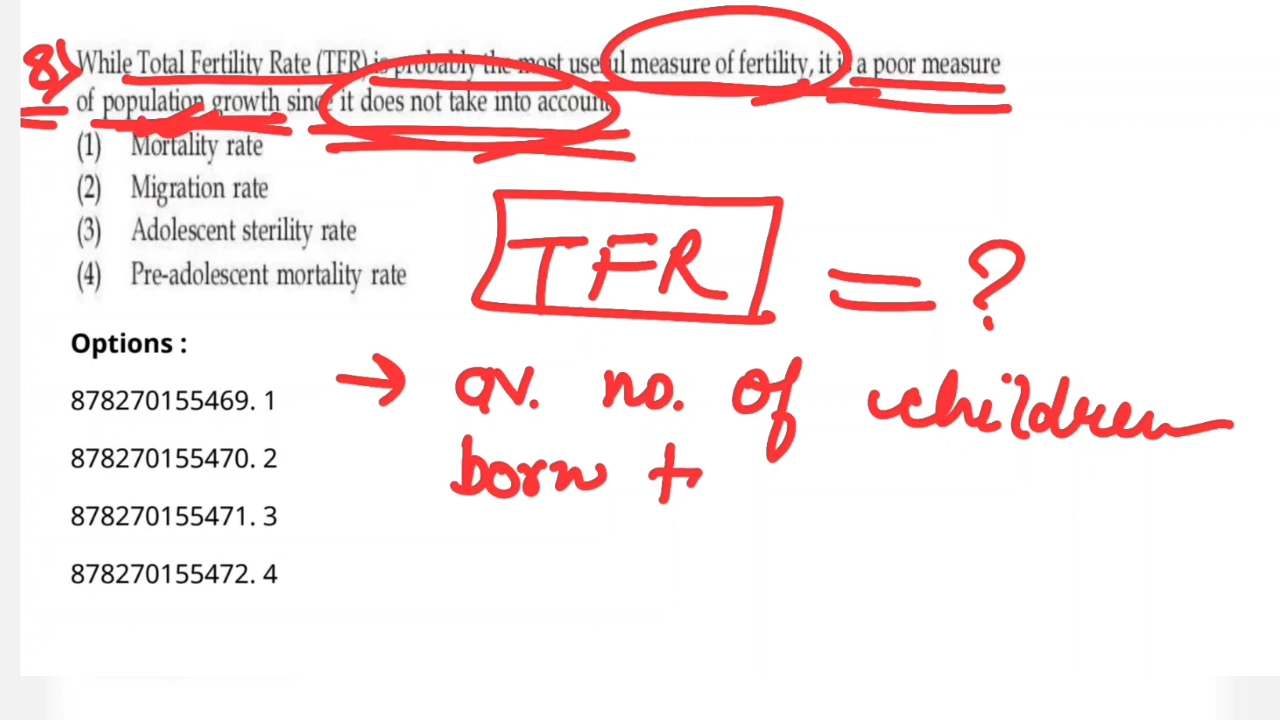 8) While Total Fertility Rate (TFR) is probably the most useful measure of fertility, it is a poor measure
of population growth since it does not take into account
(1) Mortality rate
(2) Migration rate
(3) Adolescent sterility rate
(4) Pre-adolescent mortality rate
TFR = ?
Options :
→ av. no. of children
878270155469. 1
born t
878270155470. 2
878270155471. 3
878270155472. 4